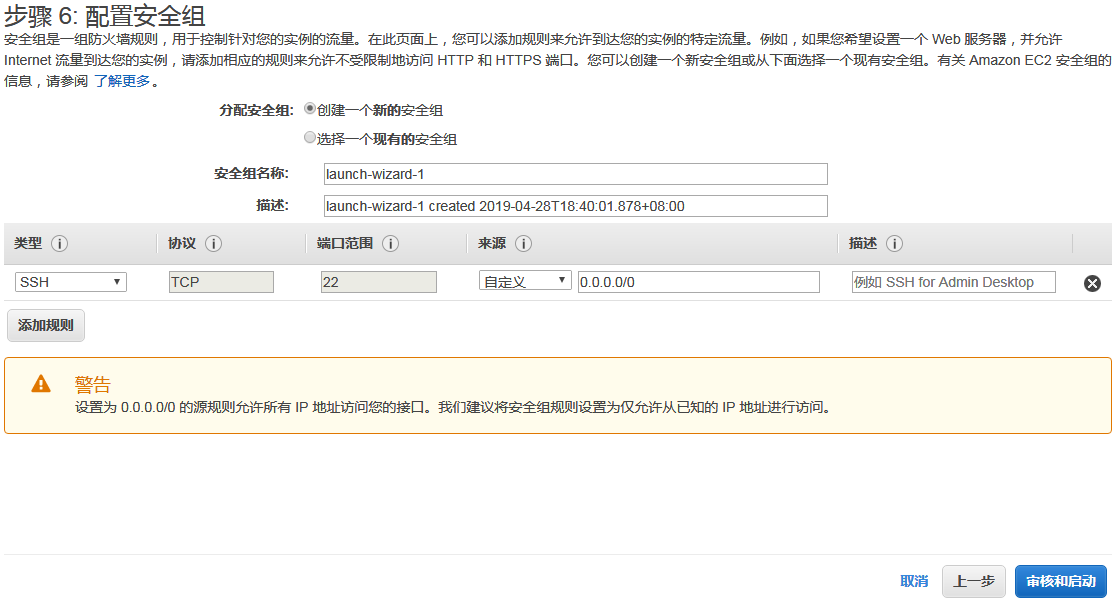 步骤 6: 配置安全组
安全组是一组防火墙规则，用于控制针对您的实例的流量。在此页面上，您可以添加规则来允许到达您的实例的特定流量。例如，如果您希望设置一个 Web 服务器，并允许
Internet 流量到达您的实例，请添加相应的规则来允许不受限制地访问 HTTP 和 HTTPS 端口。您可以创建一个新安全组或从下面选择一个现有安全组。有关 Amazon EC2 安全组的
信息，请参阅 了解更多。
分配安全组: 创建一个新的安全组
选择一个现有的安全组
安全组名称: launch-wizard-1
描述: launch-wizard-1 created 2019-04-28T18:40:01.878+08:00
类型 协议 端口范围 来源 描述
SSH TCP 22 自定义 0.0.0.0/0 例如 SSH for Admin Desktop
添加规则
警告
设置为 0.0.0.0/0 的源规则允许所有 IP 地址访问您的接口。我们建议将安全组规则设置为仅允许从已知的 IP 地址进行访问。
取消 上一步 审核和启动